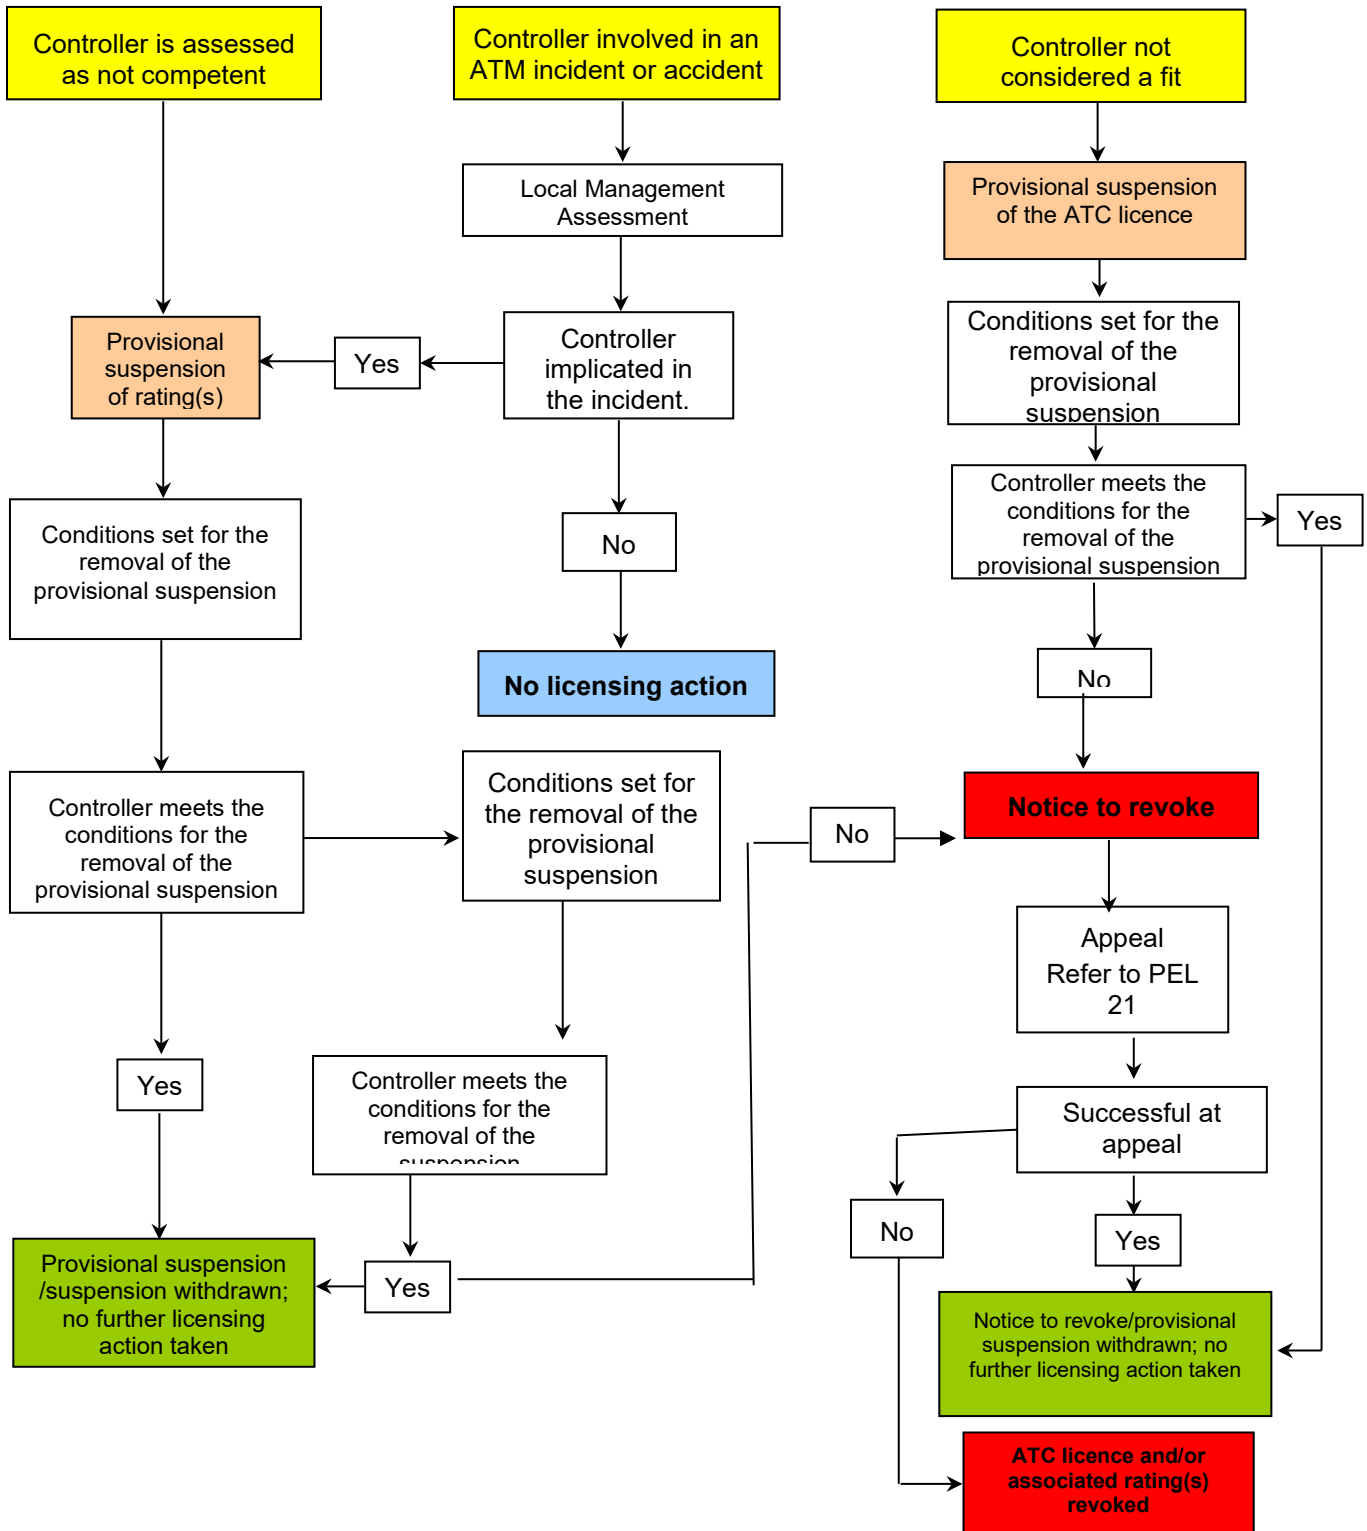 Controller is assessed
as not competent
Controller involved in an
ATM incident or accident
Controller not
considered a fit
Local Management
Assessment
Provisional suspension
of the ATC licence
Provisional
suspension
of rating(s)
Yes
Controller
implicated in
the incident.
Conditions set for the
removal of the
provisional
suspension
Controller meets the
conditions for the
removal of the
provisional suspension
Yes
Conditions set for the
removal of the
provisional suspension
No
No
No licensing action
Controller meets the
conditions for the
removal of the
provisional suspension
Conditions set for
the removal of the
provisional
suspension
No
Notice to revoke
Appeal
Refer to PEL
21
Yes
Controller meets the
conditions for the
removal of the
suspension
Successful at
appeal
No
Yes
Provisional suspension
/suspension withdrawn;
no further licensing
action taken
Yes
Notice to revoke/provisional
suspension withdrawn; no
further licensing action taken
ATC licence and/or
associated rating(s)
revoked